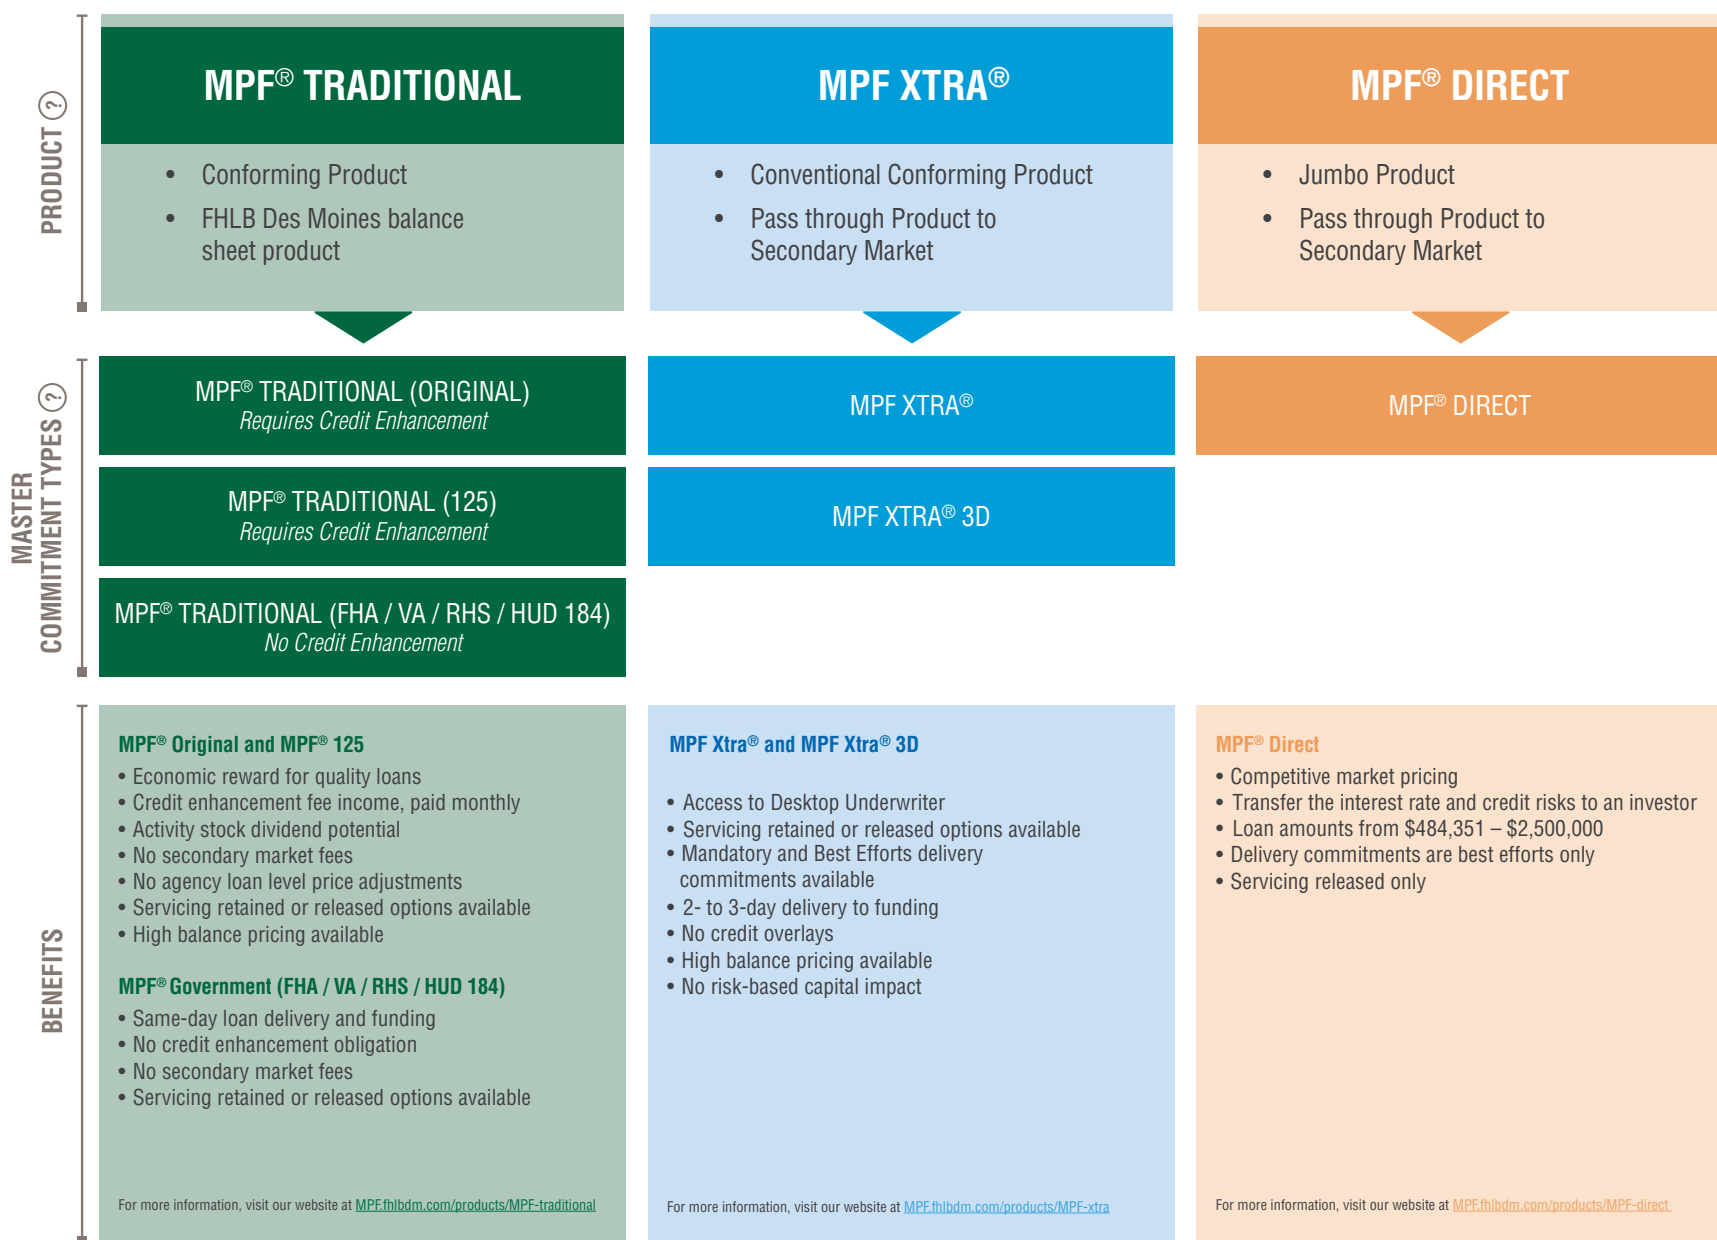 PRODUCT ?
MPF® TRADITIONAL
• Conforming Product
• FHLB Des Moines balance
sheet product
MPF XTRA®
• Conventional Conforming Product
• Pass through Product to
Secondary Market
MPF® DIRECT
• Jumbo Product
• Pass through Product to
Secondary Market
MASTER
COMMITMENT TYPES ?
MPF® TRADITIONAL (ORIGINAL)
Requires Credit Enhancement
MPF® TRADITIONAL (125)
Requires Credit Enhancement
MPF® TRADITIONAL (FHA / VA / RHS / HUD 184)
No Credit Enhancement
MPF XTRA®
MPF XTRA® 3D
MPF® DIRECT
BENEFITS
MPF® Original and MPF® 125
• Economic reward for quality loans
• Credit enhancement fee income, paid monthly
• Activity stock dividend potential
• No secondary market fees
• No agency loan level price adjustments
• Servicing retained or released options available
• High balance pricing available
MPF® Government (FHA / VA / RHS / HUD 184)
• Same-day loan delivery and funding
• No credit enhancement obligation
• No secondary market fees
• Servicing retained or released options available
For more information, visit our website at MPF.fhlbdm.com/products/MPF-traditional
MPF Xtra® and MPF Xtra® 3D
• Access to Desktop Underwriter
• Servicing retained or released options available
• Mandatory and Best Efforts delivery
commitments available
• 2- to 3-day delivery to funding
• No credit overlays
• High balance pricing available
• No risk-based capital impact
For more information, visit our website at MPF.fhlbdm.com/products/MPF-xtra
MPF® Direct
• Competitive market pricing
• Transfer the interest rate and credit risks to an investor
• Loan amounts from $484,351 – $2,500,000
• Delivery commitments are best efforts only
• Servicing released only
For more information, visit our website at MPF.fhlbdm.com/products/MPF-direct